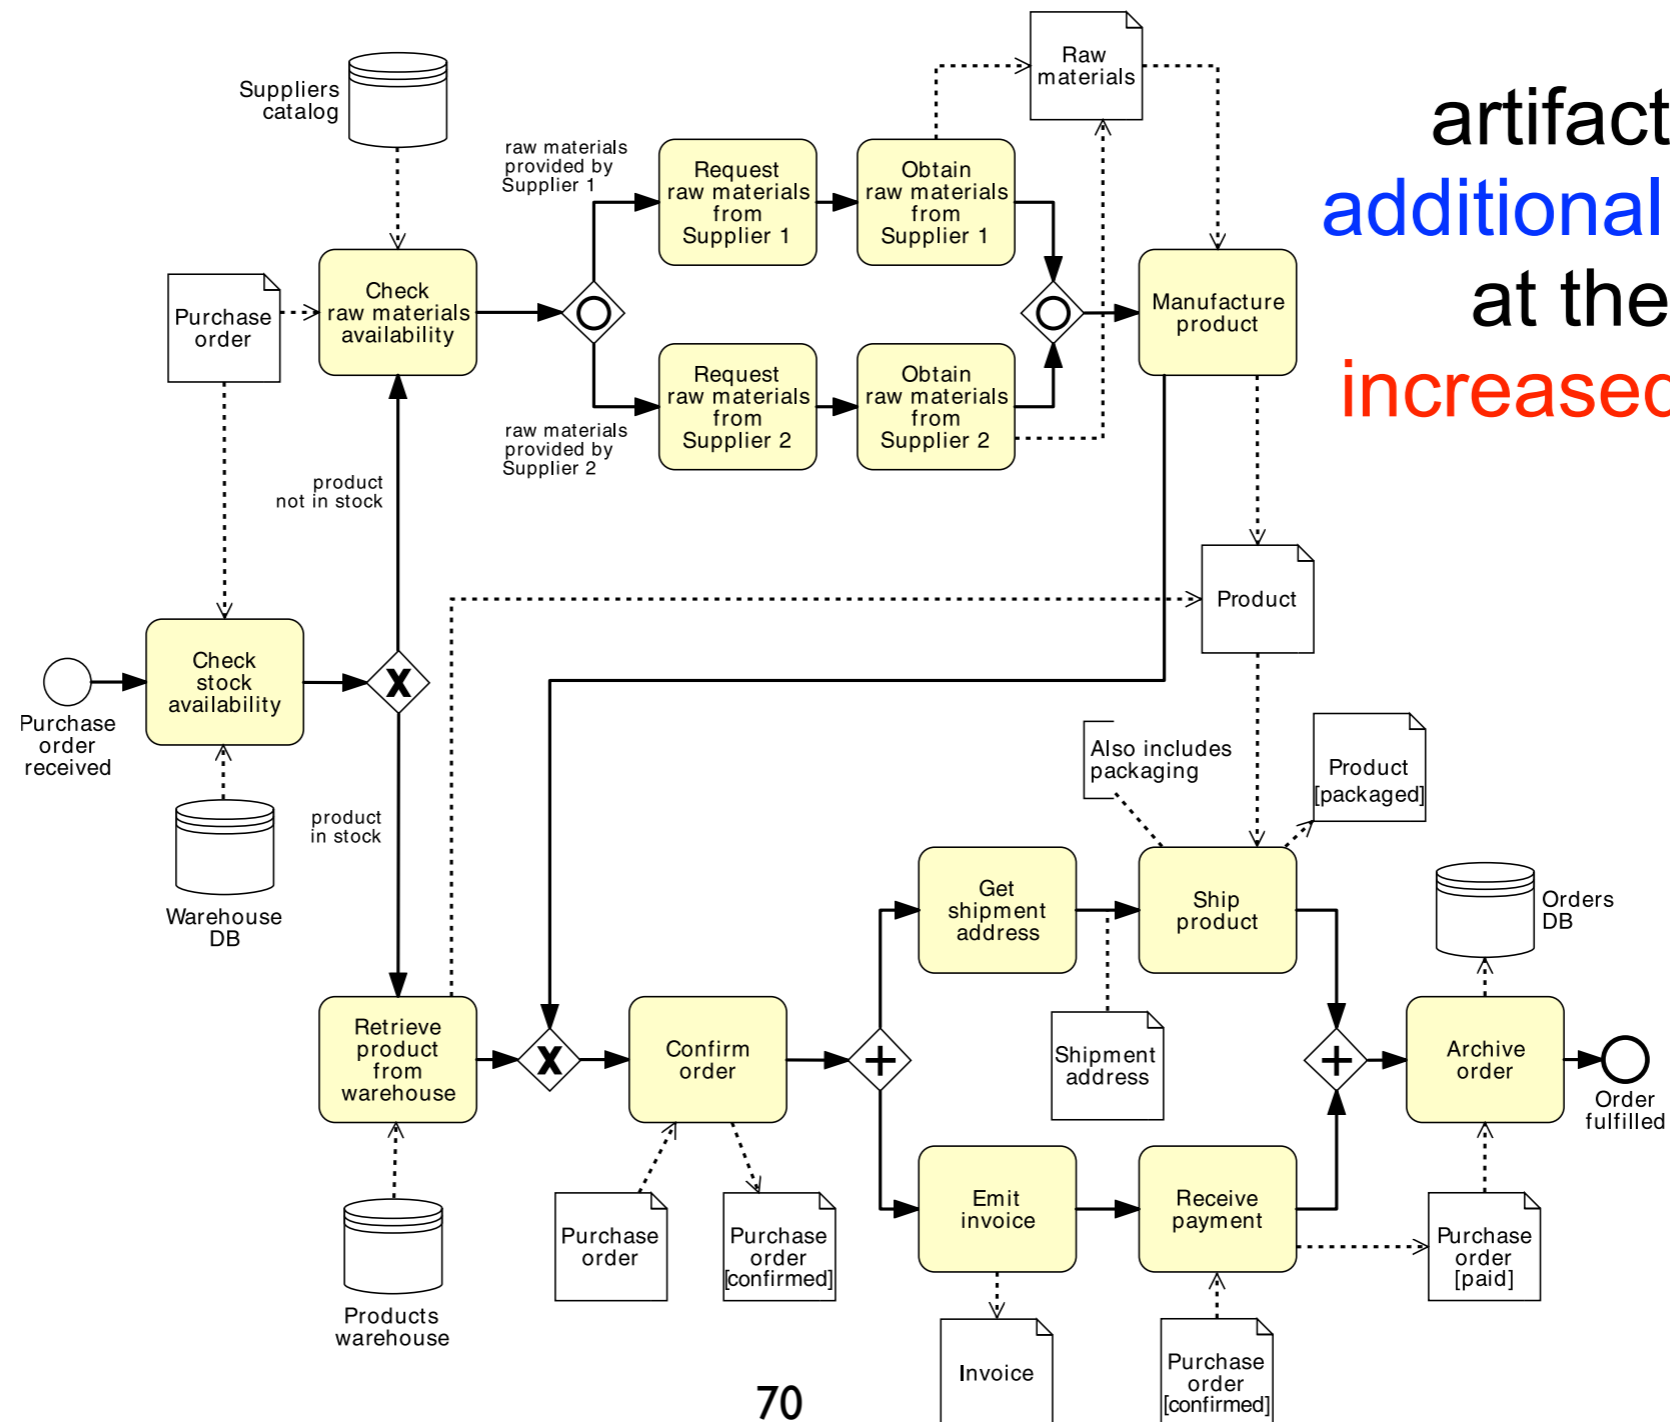 Raw
materials
Suppliers
catalog
artifact
additional
at the
increased
raw materials
provided by
Supplier 1
Request
raw materials
from
Supplier 1
Obtain
raw materials
from
Supplier 1
Purchase
order
Check
raw materials
availability
Manufacture
product
Request
raw materials
from
Supplier 2
Obtain
raw materials
from
Supplier 2
raw materials
provided by
Supplier 2
product
not in stock
Product
Check
stock
availability
X
Purchase
order
received
Also includes
packaging
Product
[packaged]
product
in stock
Warehouse
DB
Get
shipment
address
Ship
product
Orders
DB
Retrieve
product
from
warehouse
X
Confirm
order
+
Shipment
address
+
Archive
order
Order
fulfilled
Purchase
order
Purchase
order
[confirmed]
Emit
invoice
Receive
payment
Purchase
order
[paid]
Products
warehouse
Invoice
Purchase
order
[confirmed]
70